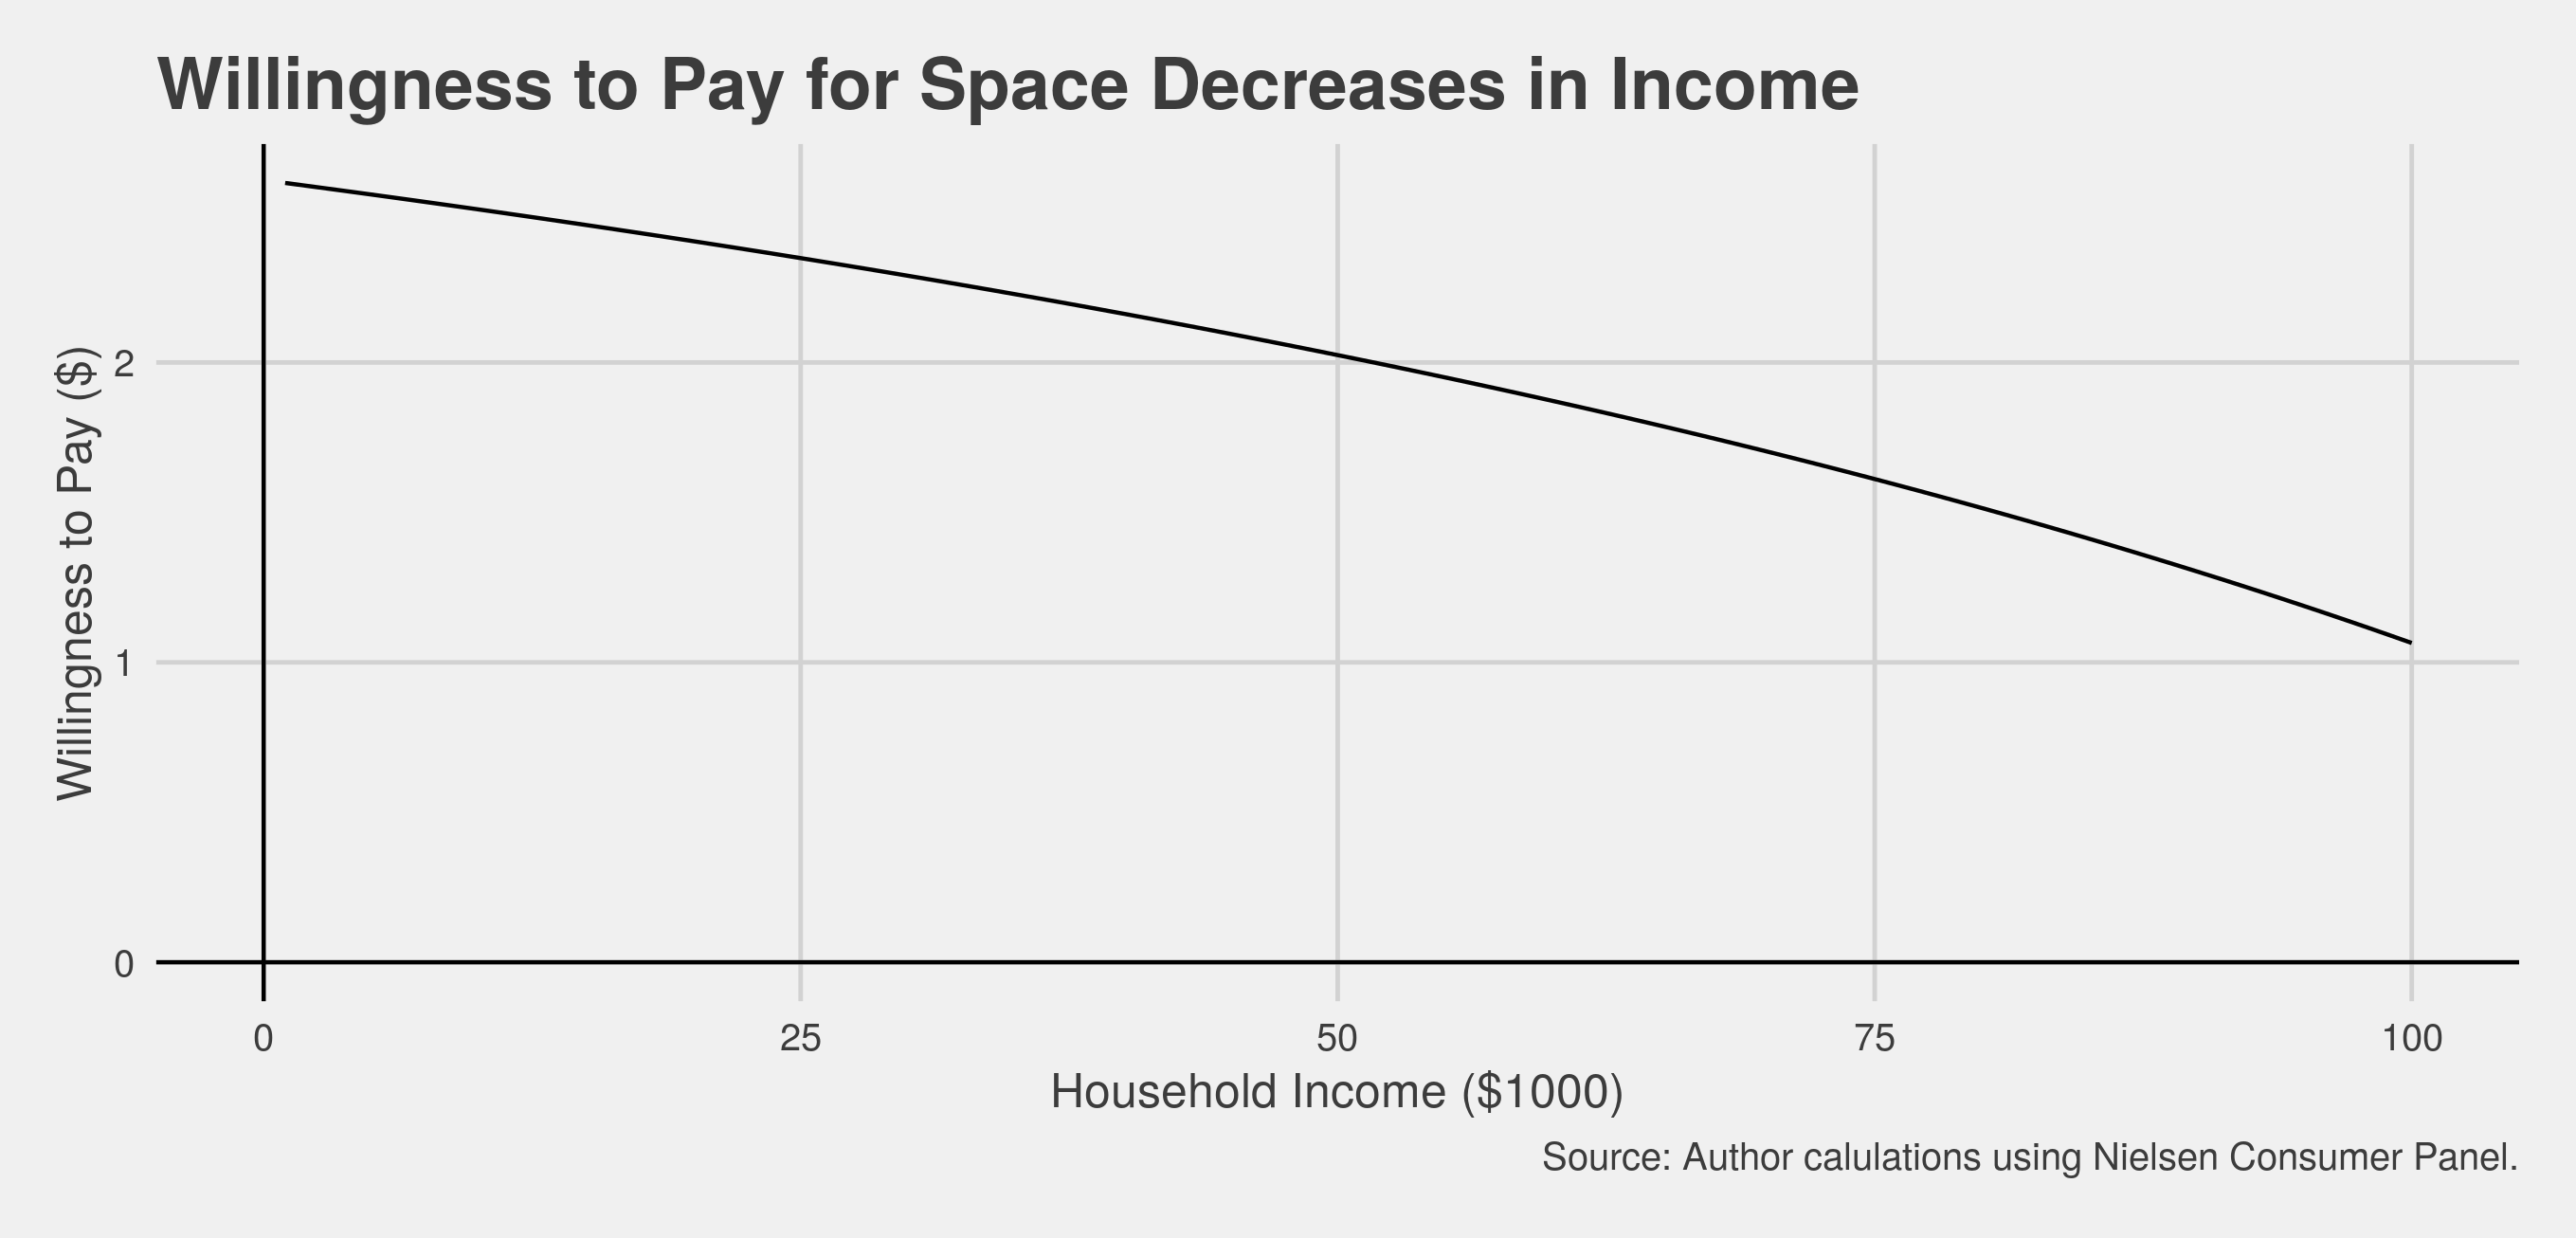 Willingness to Pay for Space Decreases in Income
Willingness to Pay ($)
2
1
0
0 25 50 75 100
Household Income ($1000)
Source: Author calulations using Nielsen Consumer Panel.